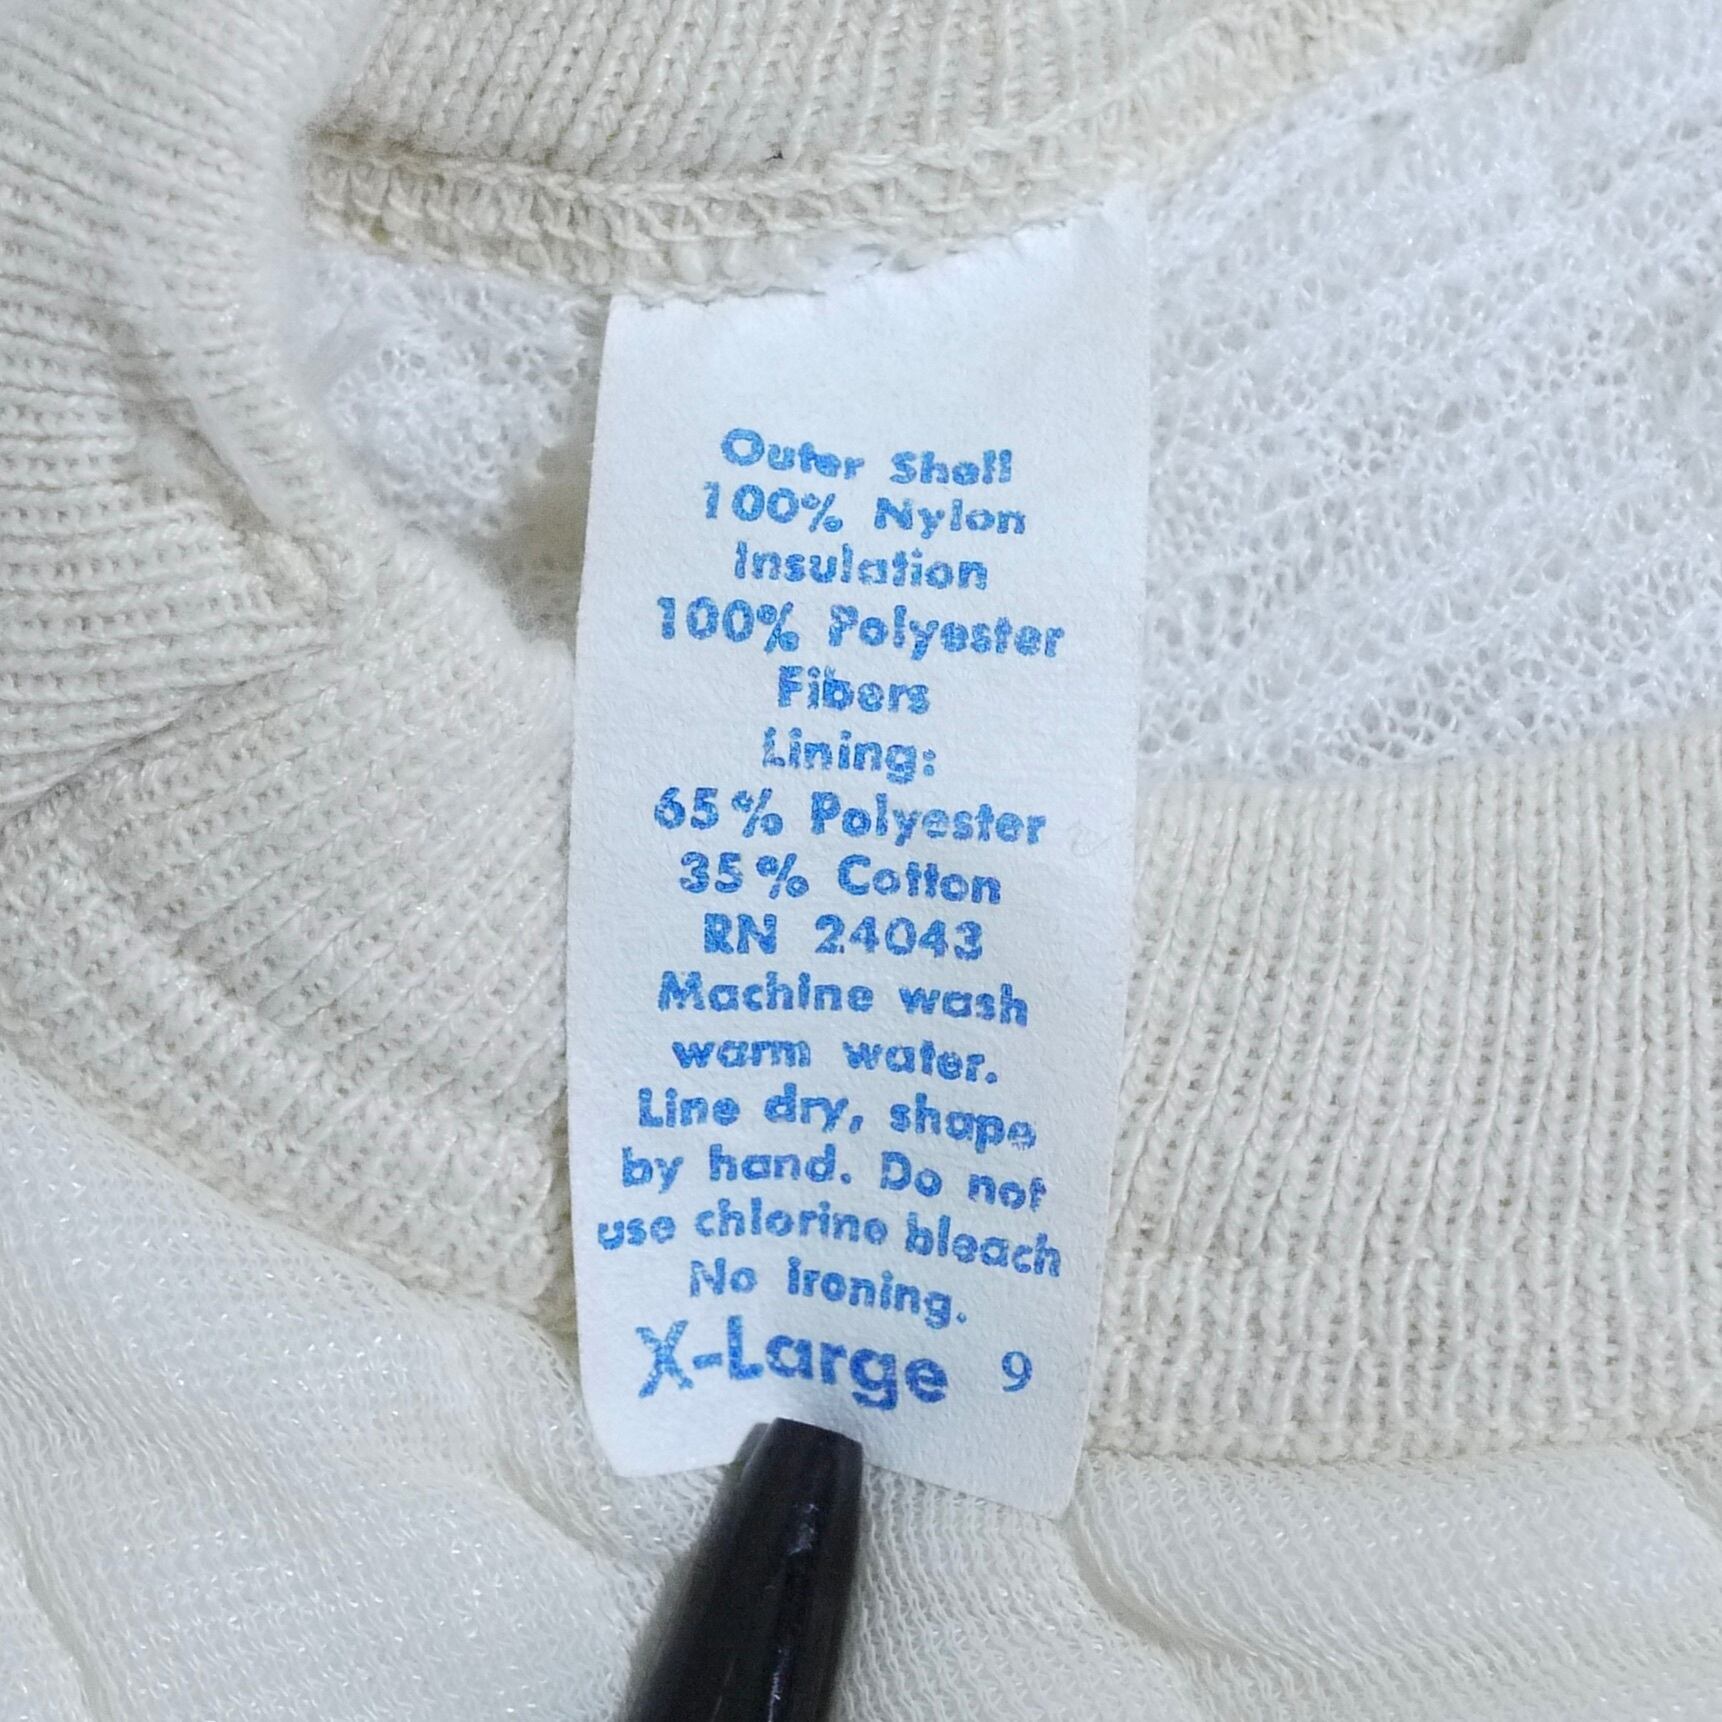 Outer Shell
100% Nylon
Insulation
100% Polyester
Fibers
Lining:
65% Polyester
35% Cotton
RN 24043
Machine wash
warm water.
Line dry, shape
by hand. Do not
use chlorine bleach
No ironing.
X-Large 9